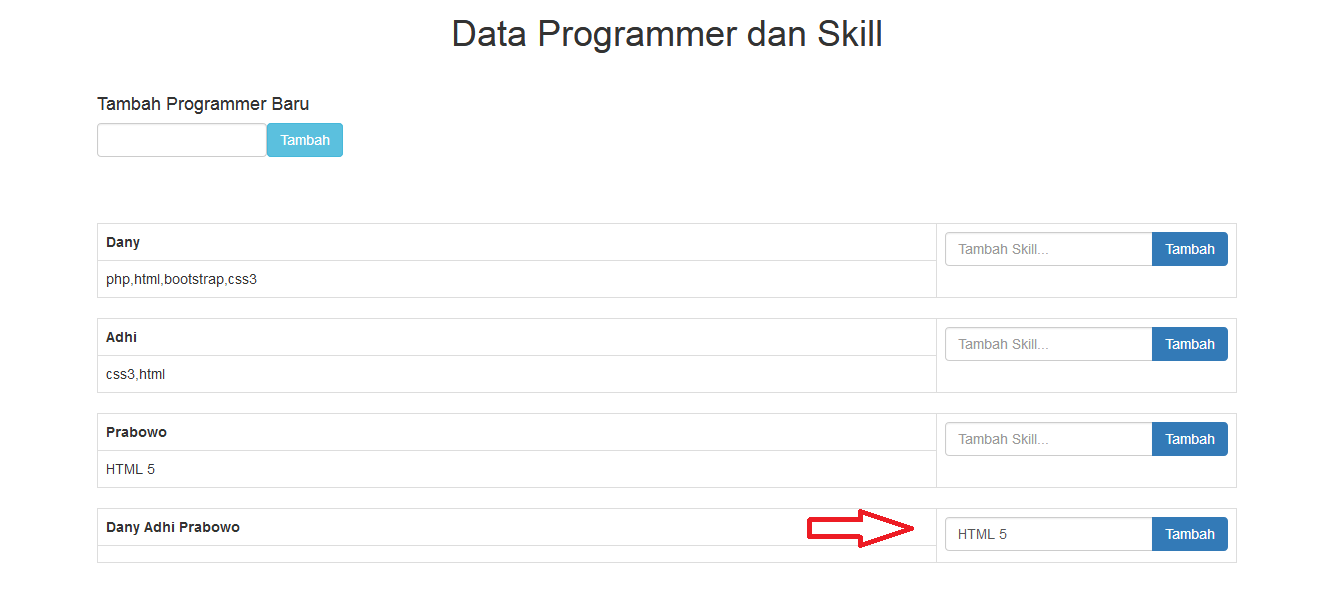 Data Programmer dan Skill
Tambah Programmer Baru
Tambah
Dany
Tambah Skill... Tambah
php,html,bootstrap,css3
Adhi
Tambah Skill... Tambah
css3,html
Prabowo
Tambah Skill... Tambah
HTML 5
Dany Adhi Prabowo
HTML 5 Tambah